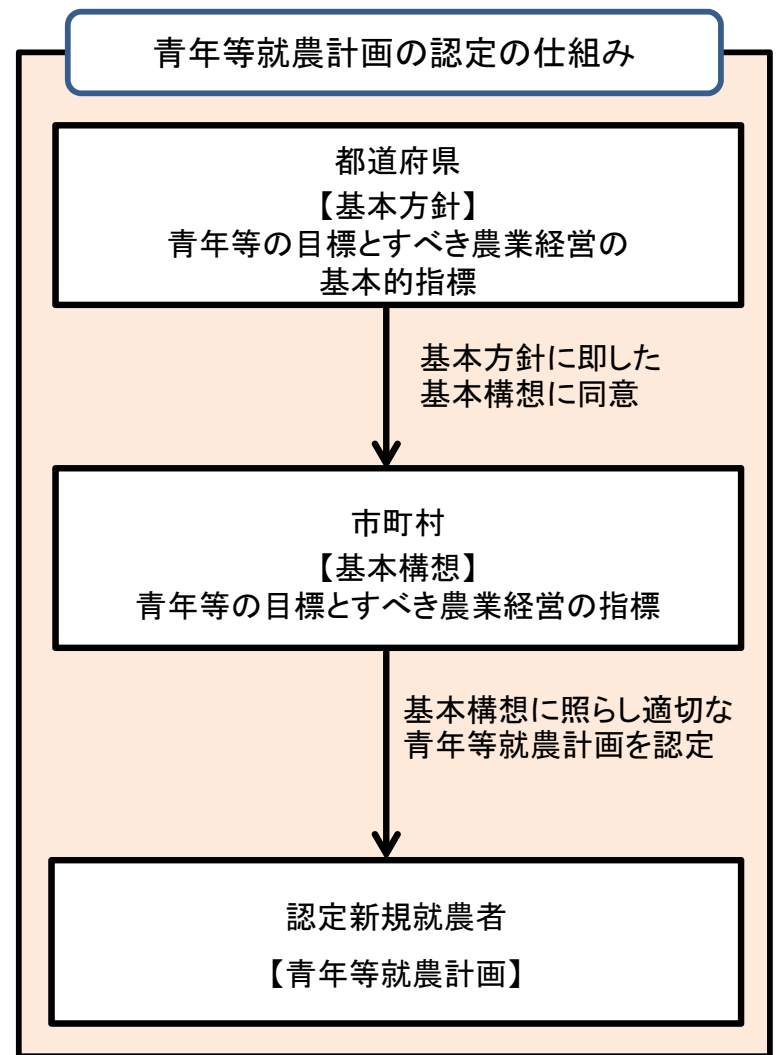 青年等就農計画の認定の仕組み
都道府県
【基本方針】
青年等の目標とすべき農業経営の
基本的指標
基本方針に即した
基本構想に同意
市町村
【基本構想】
青年等の目標とすべき農業経営の指標
基本構想に照らし適切な
青年等就農計画を認定
認定新規就農者
【青年等就農計画】